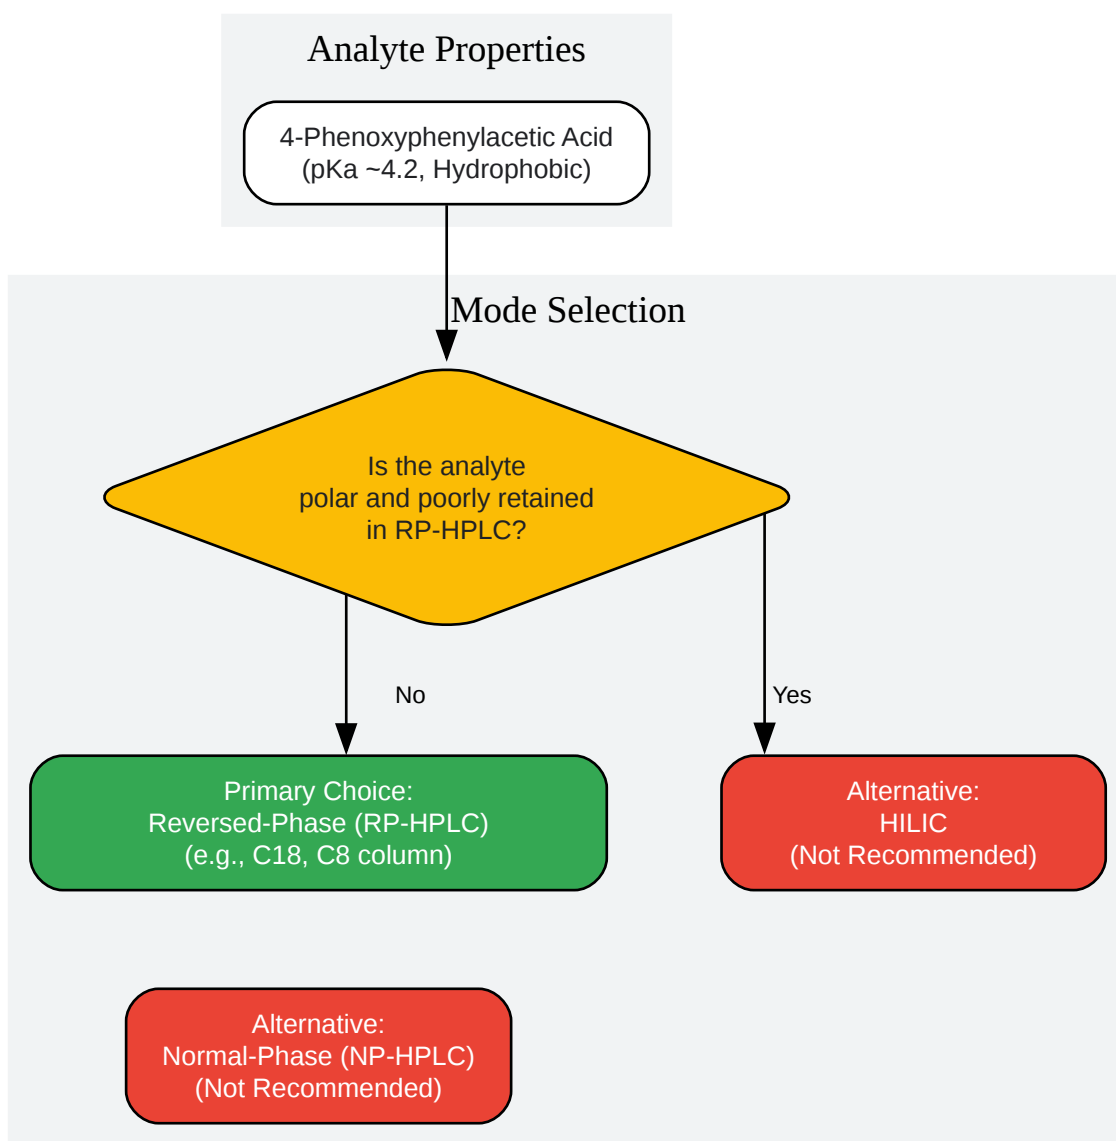 Analyte Properties
4-Phenoxyphenylacetic Acid
(pKa ~4.2, Hydrophobic)
Mode Selection
Is the analyte
polar and poorly retained
in RP-HPLC?
No
Yes
Primary Choice:
Reversed-Phase (RP-HPLC)
(e.g., C18, C8 column)
Alternative:
HILIC
(Not Recommended)
Alternative:
Normal-Phase (NP-HPLC)
(Not Recommended)